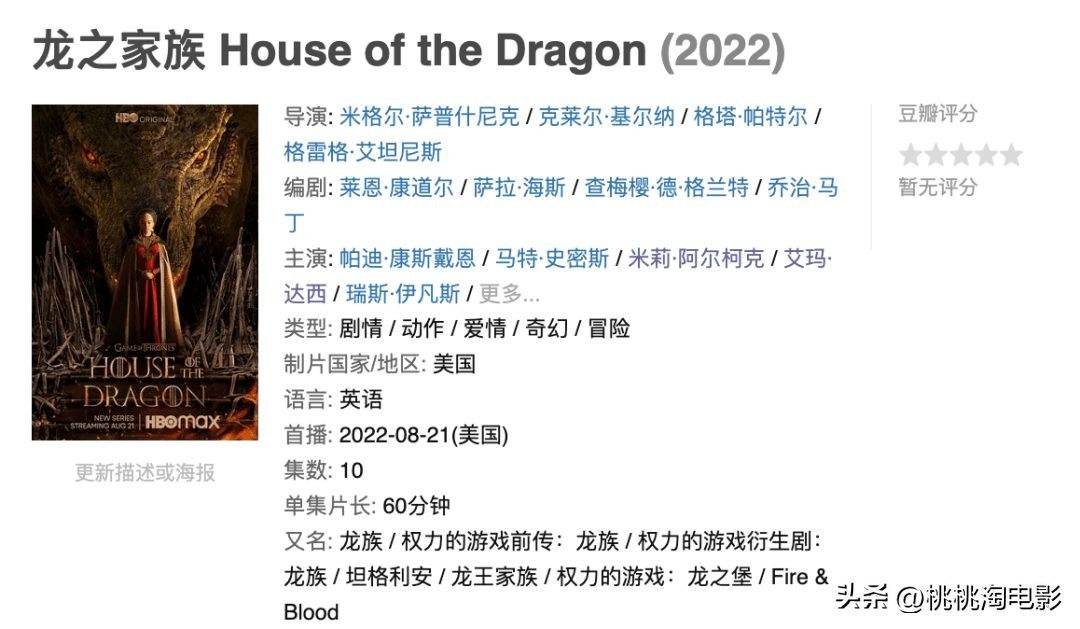 龙之家族 House of the Dragon (2022)
HBO ORIGINAL
GAME OF THRONES
HOUSE OF THE
DRAGON
NEW SERIES
STREAMING AUG 21
HBOMAX
更新描述或海报
导演: 米格尔·萨普什尼克 / 克莱尔·基尔纳 / 格塔·帕特尔 /
格雷格·艾坦尼斯
编剧: 莱恩·康道尔 / 萨拉·海斯 / 查梅樱·德·格兰特 / 乔治·马
丁
主演: 帕迪·康斯戴恩 / 马特·史密斯 / 米莉·阿尔柯克 / 艾玛·
达西 / 瑞斯·伊凡斯 / 更多...
类型: 剧情 / 动作 / 爱情 / 奇幻 / 冒险
制片国家/地区: 美国
语言: 英语
首播: 2022-08-21(美国)
集数: 10
单集片长: 60分钟
又名: 龙族 / 权力的游戏前传：龙族 / 权力的游戏衍生剧：
龙族 / 坦格利安 / 龙王家族 / 权力的游戏：龙之堡 / Fire &
Blood
豆瓣评分
暂无评分
头条 @桃桃淘电影